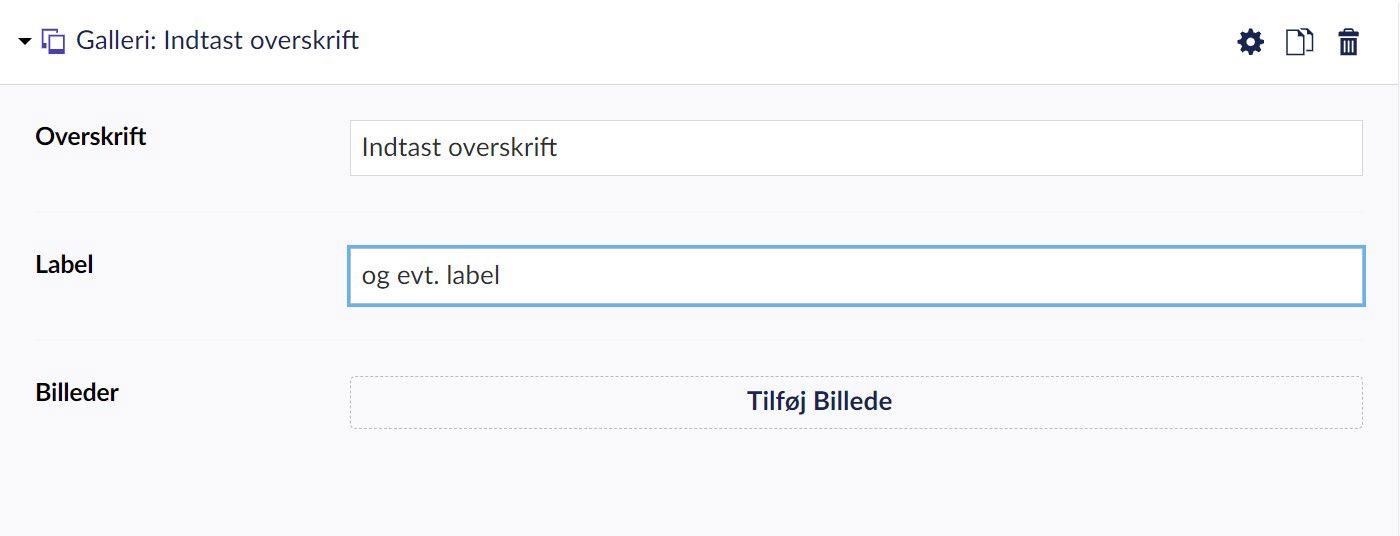 Galleri: Indtast overskrift
Overskrift
Indtast overskrift
Label
og evt. label
Billeder
Tilføj Billede